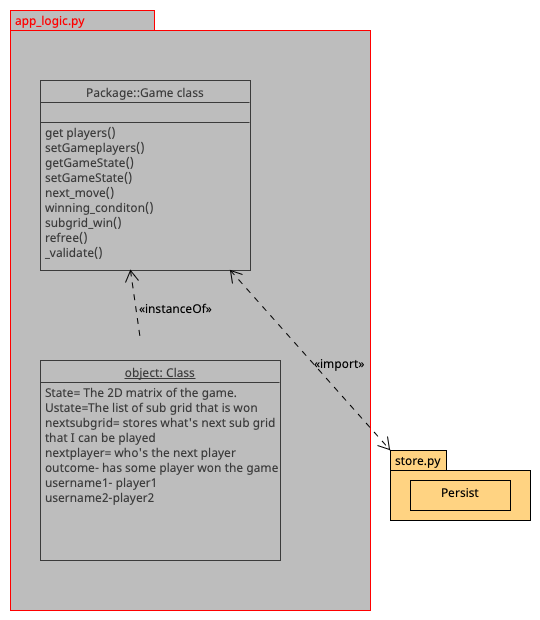 app_logic.py
Package::Game class
get players()
setGameplayers()
getGameState()
setGameState()
next_move()
winning_conditon()
subgrid_win()
refree()
_validate()
«instanceOf»
«import»
object: Class
State= The 2D matrix of the game.
Ustate=The list of sub grid that is won
nextsubgrid= stores what's next sub grid
that I can be played
nextplayer= who's the next player
outcome- has some player won the game
username1- player1
username2-player2
store.py
Persist